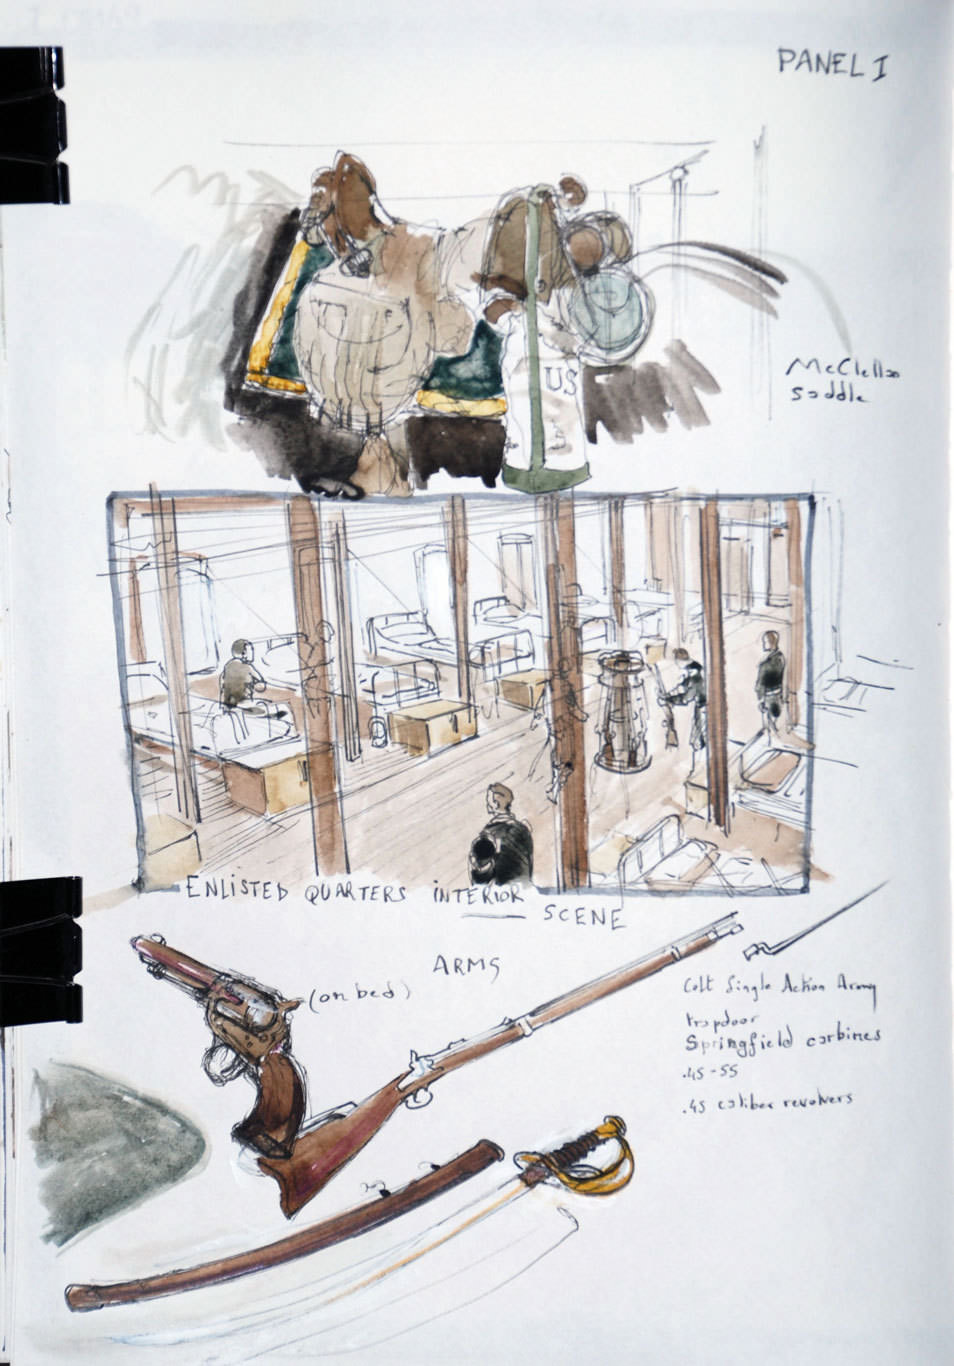 PANEL I
McClellan
saddle
US
ENLISTED QUARTERS INTERIOR SCENE
ARMS
(on bed)
Colt Single Action Army
trapdoor
Springfield carbines
.45-55
.45 caliber revolvers